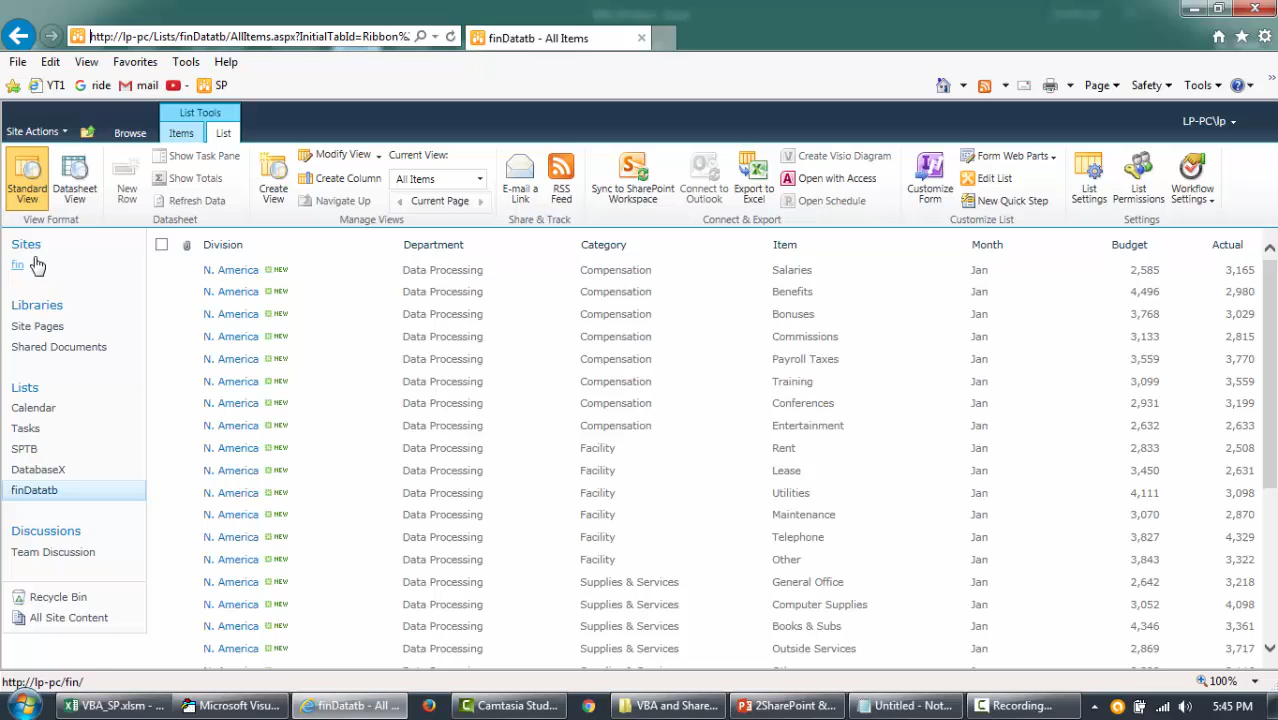 http://lp-pc/Lists/finDatatb/AllItems.aspx?InitialTabId=Ribbon%
finDatatb - All Items
File Edit View Favorites Tools Help
YT1 ride mail SP Page Safety Tools
Site Actions Browse
List Tools
Items List
LP-PC\lp
Standard View
Datasheet View
View Format
New Row
Show Task Pane
Show Totals
Refresh Data
Datasheet
Create View
Modify View
Create Column
Navigate Up
Current View:
All Items
Current Page
Manage Views
E-mail a Link
RSS Feed
Share & Track
Sync to SharePoint Workspace
Connect to Outlook
Export to Excel
Create Visio Diagram
Open with Access
Open Schedule
Connect & Export
Customize Form
Form Web Parts
Edit List
New Quick Step
Customize List
List Settings
List Permissions
Workflow Settings
Settings
Sites
fin
Libraries
Site Pages
Shared Documents
Lists
Calendar
Tasks
SPTB
DatabaseX
finDatatb
Discussions
Team Discussion
Recycle Bin
All Site Content
Division Department Category Item Month Budget Actual
N. America NEW Data Processing Compensation Salaries Jan 2,585 3,165
N. America NEW Data Processing Compensation Benefits Jan 4,496 2,980
N. America NEW Data Processing Compensation Bonuses Jan 3,768 3,029
N. America NEW Data Processing Compensation Commissions Jan 3,133 2,815
N. America NEW Data Processing Compensation Payroll Taxes Jan 3,559 3,770
N. America NEW Data Processing Compensation Training Jan 3,099 3,559
N. America NEW Data Processing Compensation Conferences Jan 2,931 3,199
N. America NEW Data Processing Compensation Entertainment Jan 2,632 2,633
N. America NEW Data Processing Facility Rent Jan 2,833 2,508
N. America NEW Data Processing Facility Lease Jan 3,450 2,631
N. America NEW Data Processing Facility Utilities Jan 4,111 3,098
N. America NEW Data Processing Facility Maintenance Jan 3,070 2,870
N. America NEW Data Processing Facility Telephone Jan 3,827 4,329
N. America NEW Data Processing Facility Other Jan 3,843 3,322
N. America NEW Data Processing Supplies & Services General Office Jan 2,642 3,218
N. America NEW Data Processing Supplies & Services Computer Supplies Jan 3,052 4,098
N. America NEW Data Processing Supplies & Services Books & Subs Jan 4,346 3,361
N. America NEW Data Processing Supplies & Services Outside Services Jan 2,869 3,717
http://lp-pc/fin/
100%
VBA_SP.xlsm - ... Microsoft Visu... finDatatb - All ... Camtasia Stud... VBA and Share... 2SharePoint &... Untitled - Not... Recording... 5:45 PM